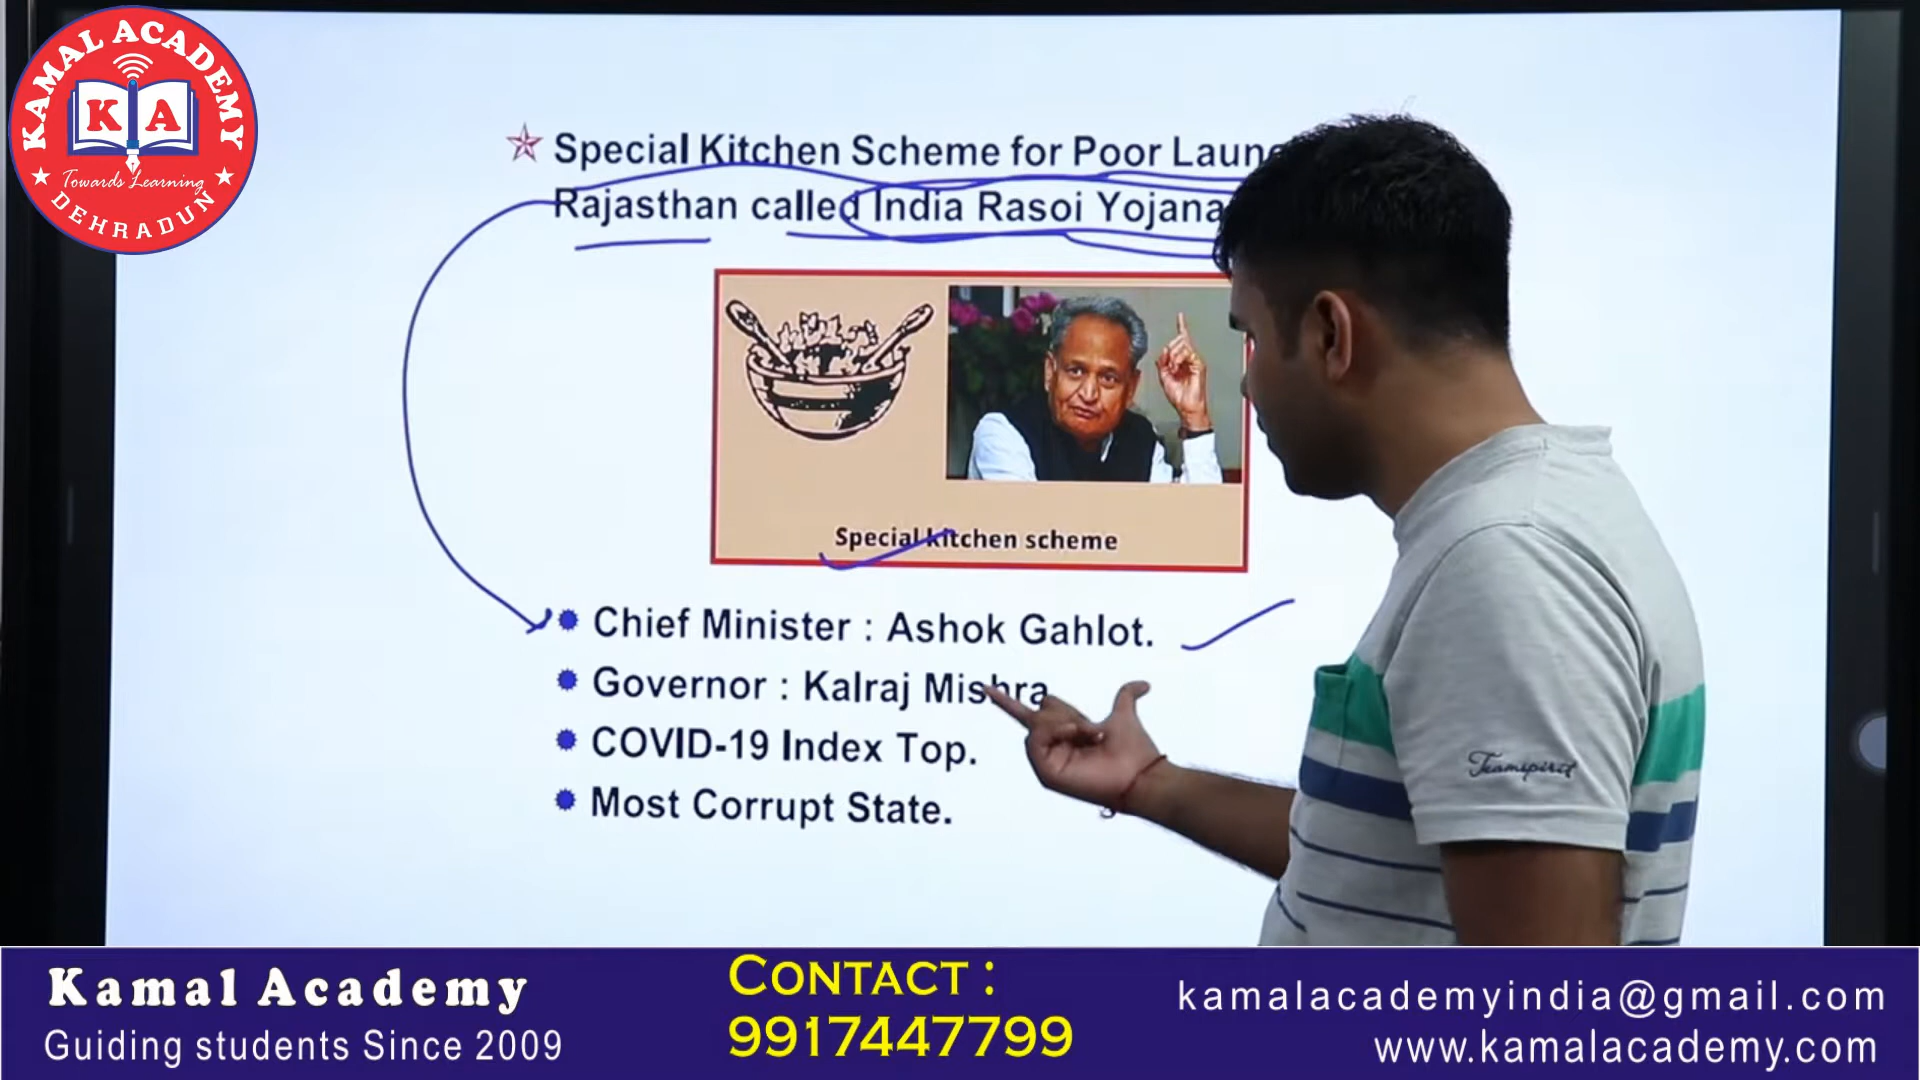 KAMAL ACADEMY
K A
Towards Learning
DEHRADUN
Special Kitchen Scheme for Poor
Rajasthan called India Rasoi Yojana
Special kitchen scheme
Chief Minister : Ashok Gahlot.
Governor : Kalraj Mishra
COVID-19 Index Top.
Most Corrupt State.
Teamspirit
Kamal Academy
Guiding students Since 2009
CONTACT :
9917447799
kamalacademyindia@gmail.com
www.kamalacademy.com